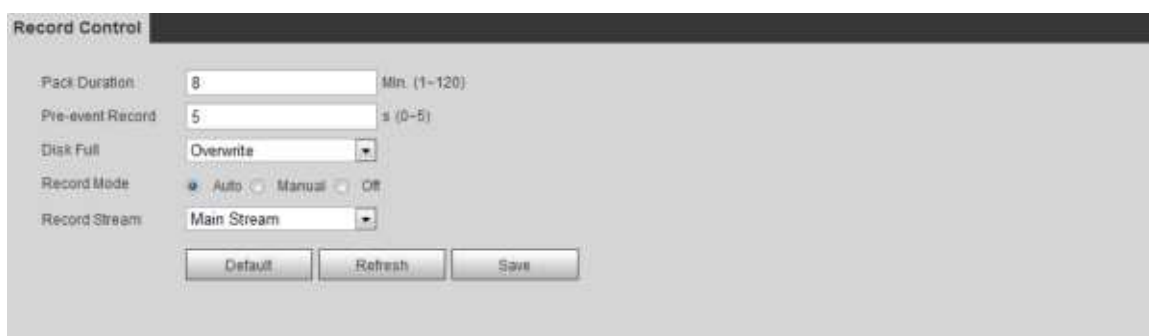 Record Control
Pack Duration 8 Min. (1~120)
Pre-event Record 5 s (0~5)
Disk Full Overwrite
Record Mode Auto Manual Off
Record Stream Main Stream
Default Refresh Save